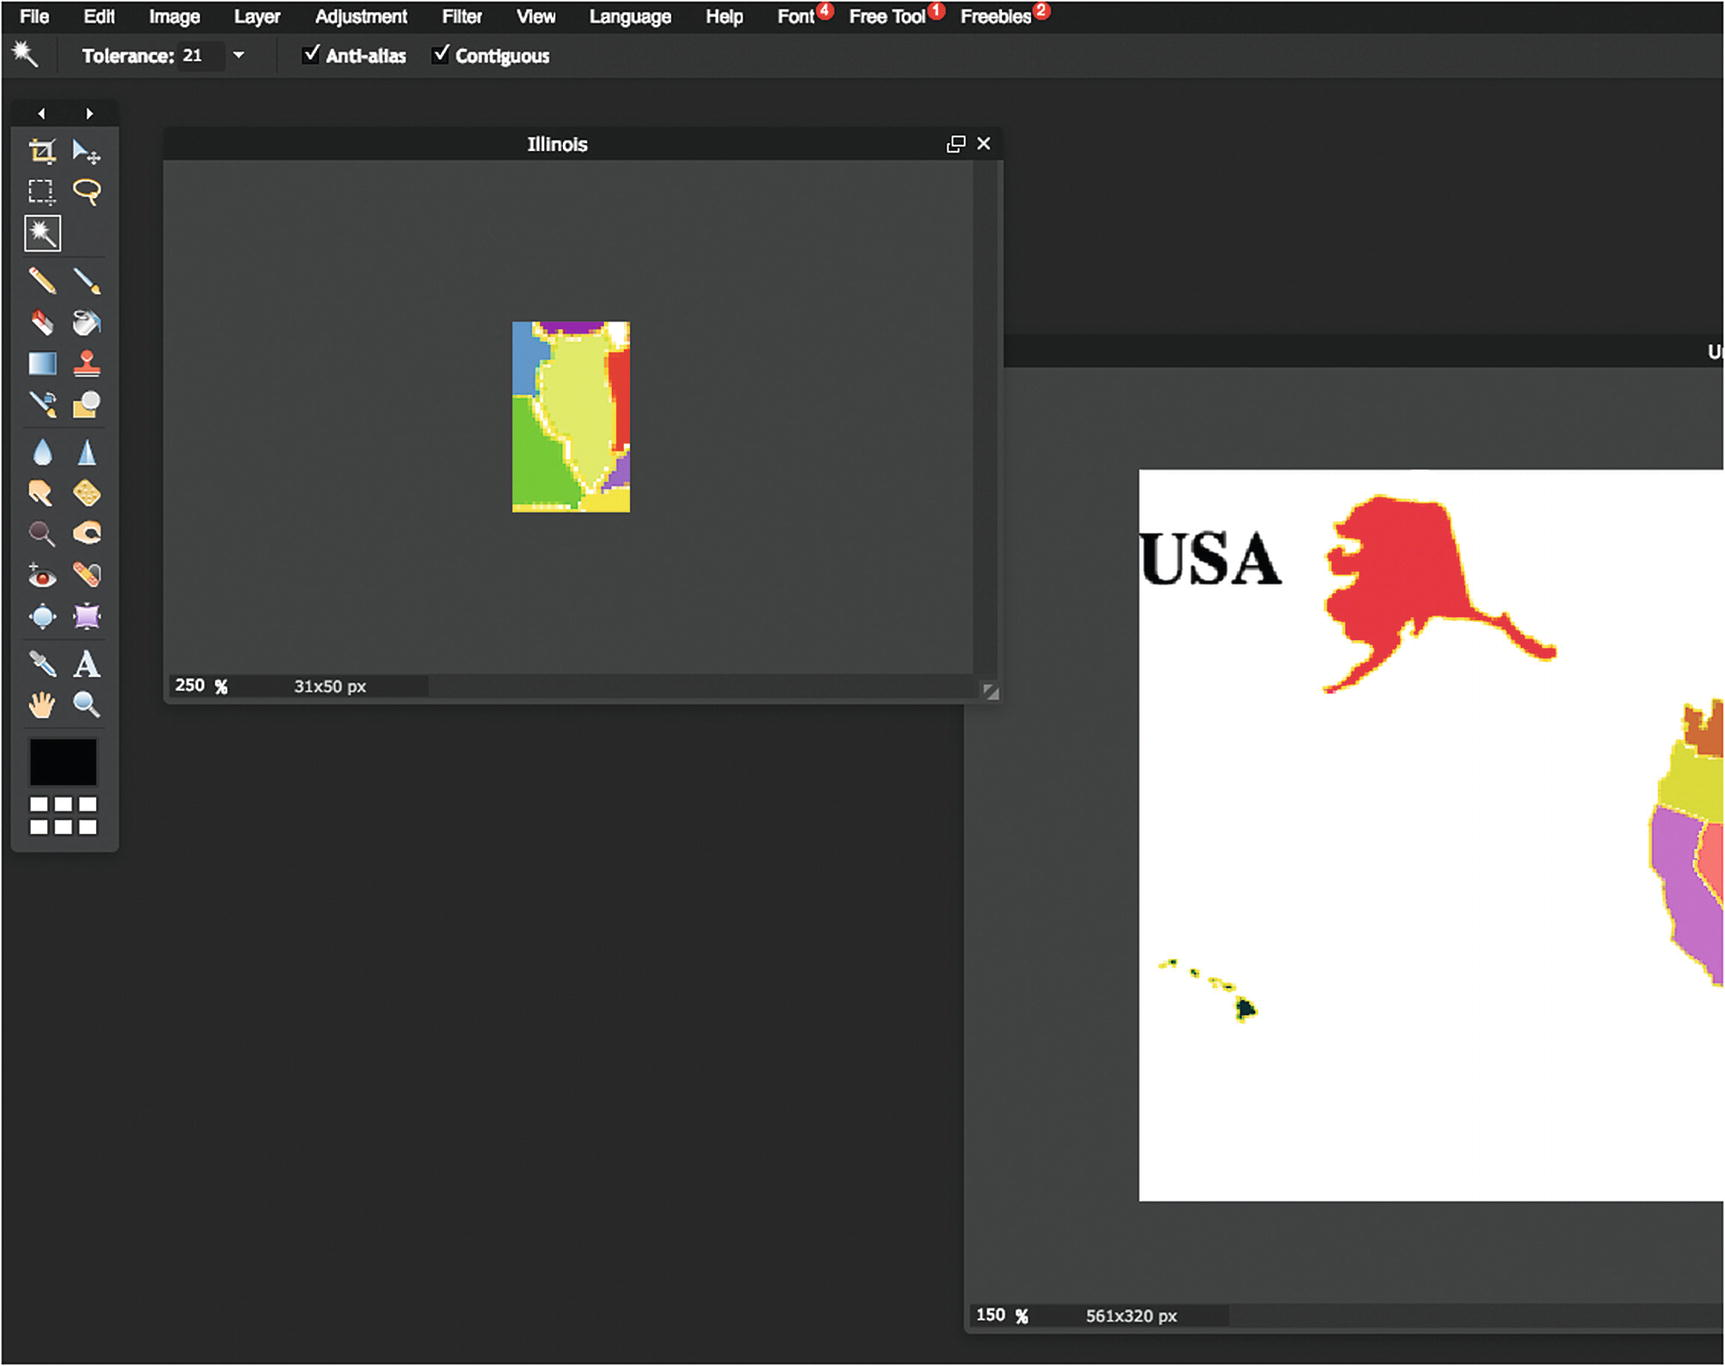 File Edit Image Layer Adjustment Filter View Language Help Font 4 Free Tool 1 Freebies 2
Tolerance: 21 Anti-alias Contiguous
Illinois
USA
A
250 % 31x50 px
150 % 561x320 px